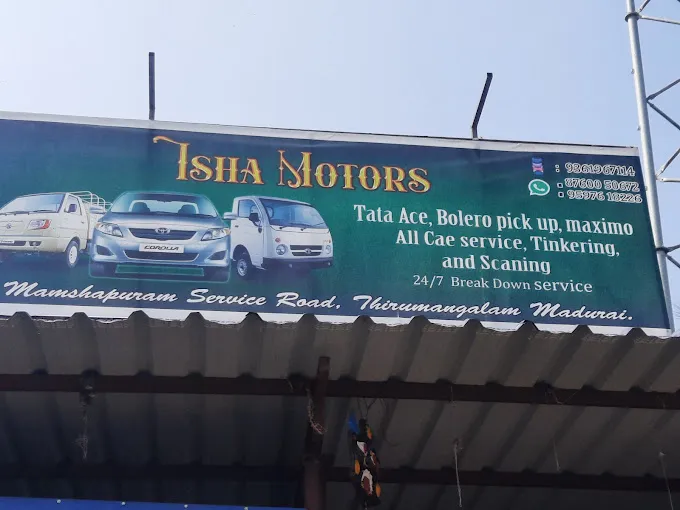 Isha Motors
: 9361967114
: 87600 50672
: 95976 18226
Tata Ace, Bolero pick up, maximo
All Cae service, Tinkering,
and Scaning
24/7 Break Down service
COROLLA
Mamshapuram Service Road, Thirumangalam Madurai.